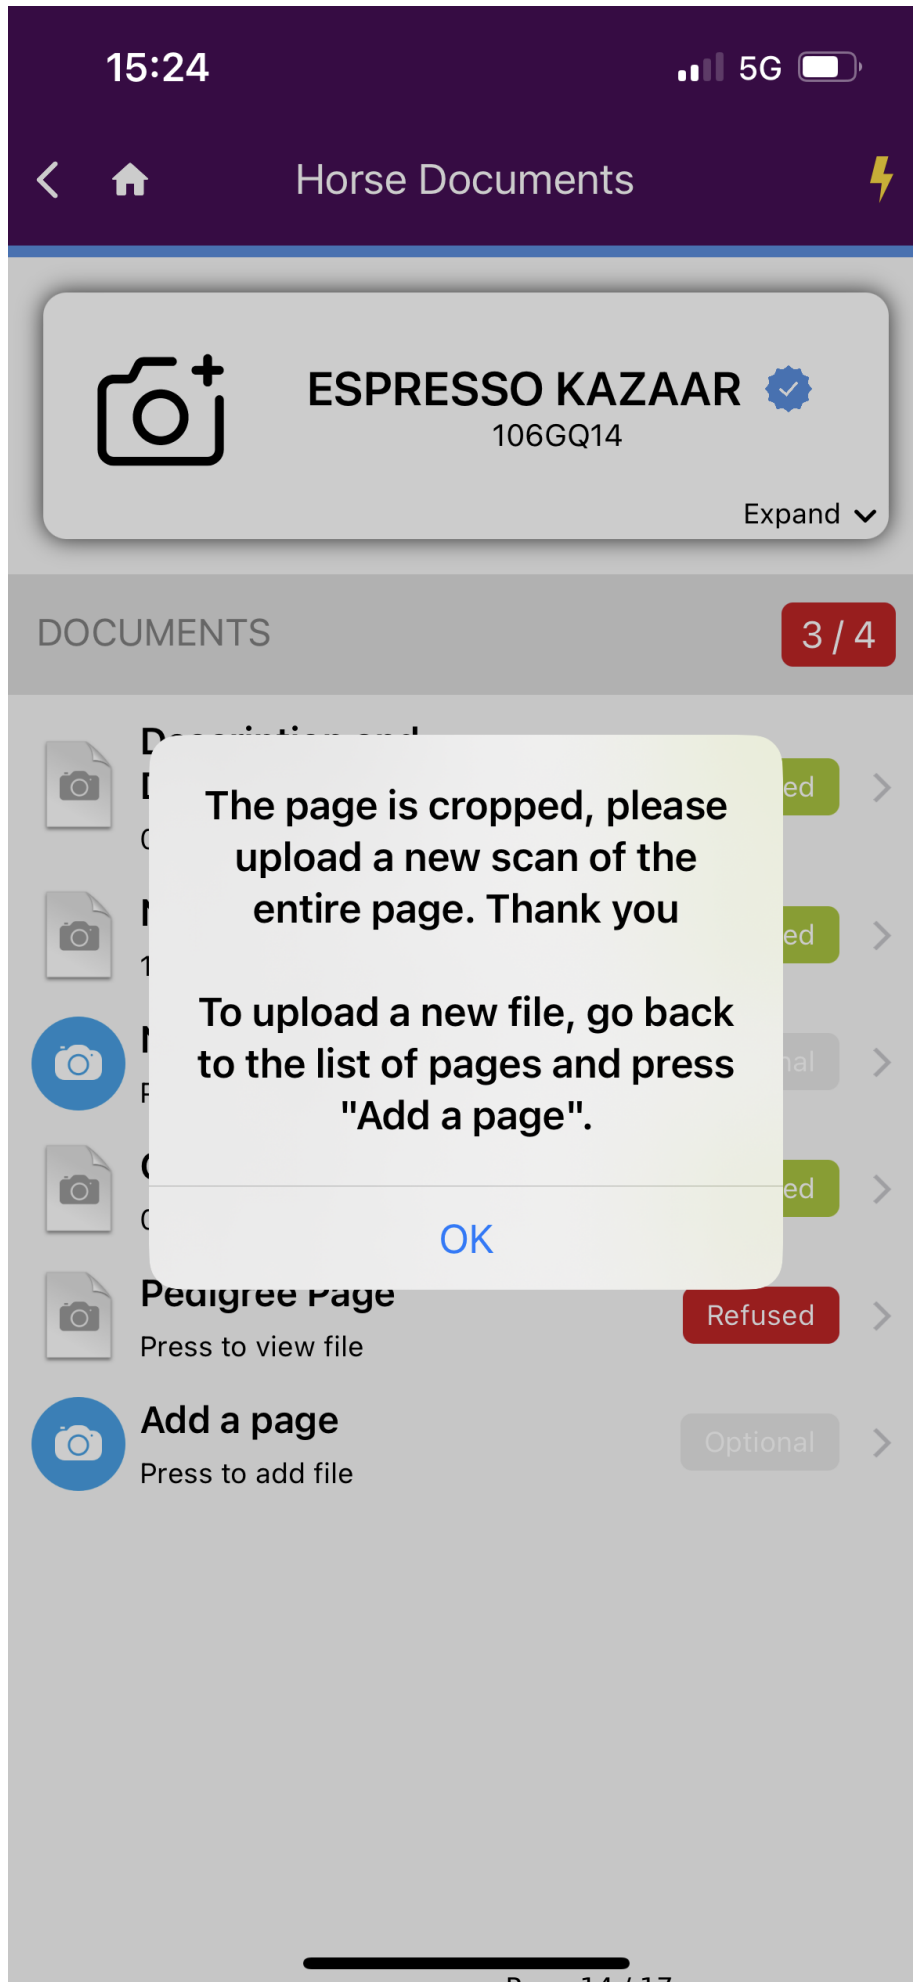 15:24
5G
Horse Documents
ESPRESSO KAZAAR
106GQ14
Expand
DOCUMENTS
3 / 4
The page is cropped, please
upload a new scan of the
entire page. Thank you
To upload a new file, go back
to the list of pages and press
"Add a page".
OK
Pedigree Page
Refused
Press to view file
Add a page
Optional
Press to add file